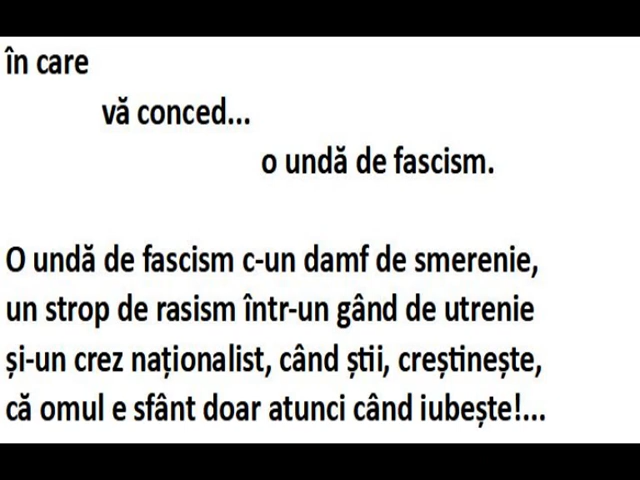 în care
vă conced...
o undă de fascism.
O undă de fascism c-un damf de smerenie,
un strop de rasism într-un gând de utrenie
și-un crez naționalist, când știi, creștinește,
că omul e sfânt doar atunci când iubește!...